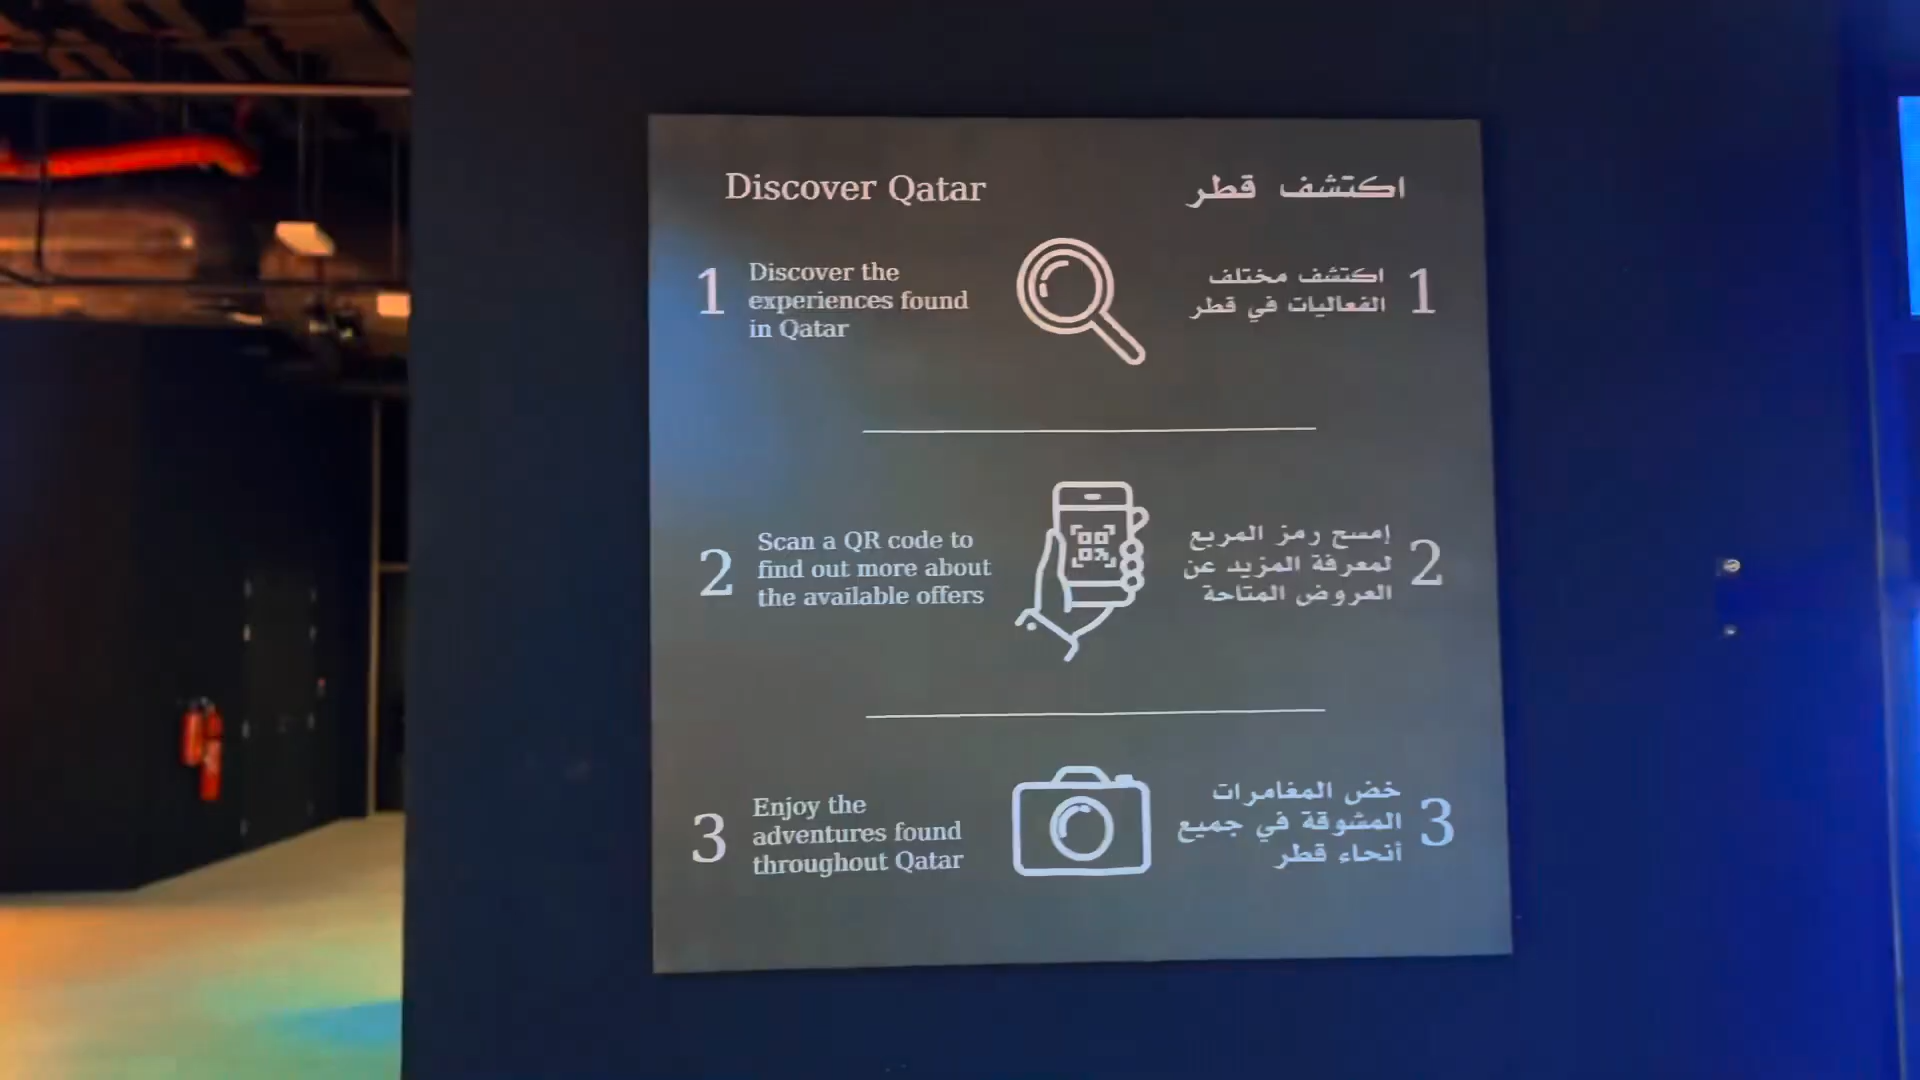 Discover Qatar
اكتشف قطر
1
Discover the
experiences found
in Qatar
1
اكتشف مختلف
الفعاليات في قطر
2
Scan a QR code to
find out more about
the available offers
2
إمسح رمز المربع
لمعرفة المزيد عن
العروض المتاحة
3
Enjoy the
adventures found
throughout Qatar
3
خض المغامرات
المشوقة في جميع
أنحاء قطر